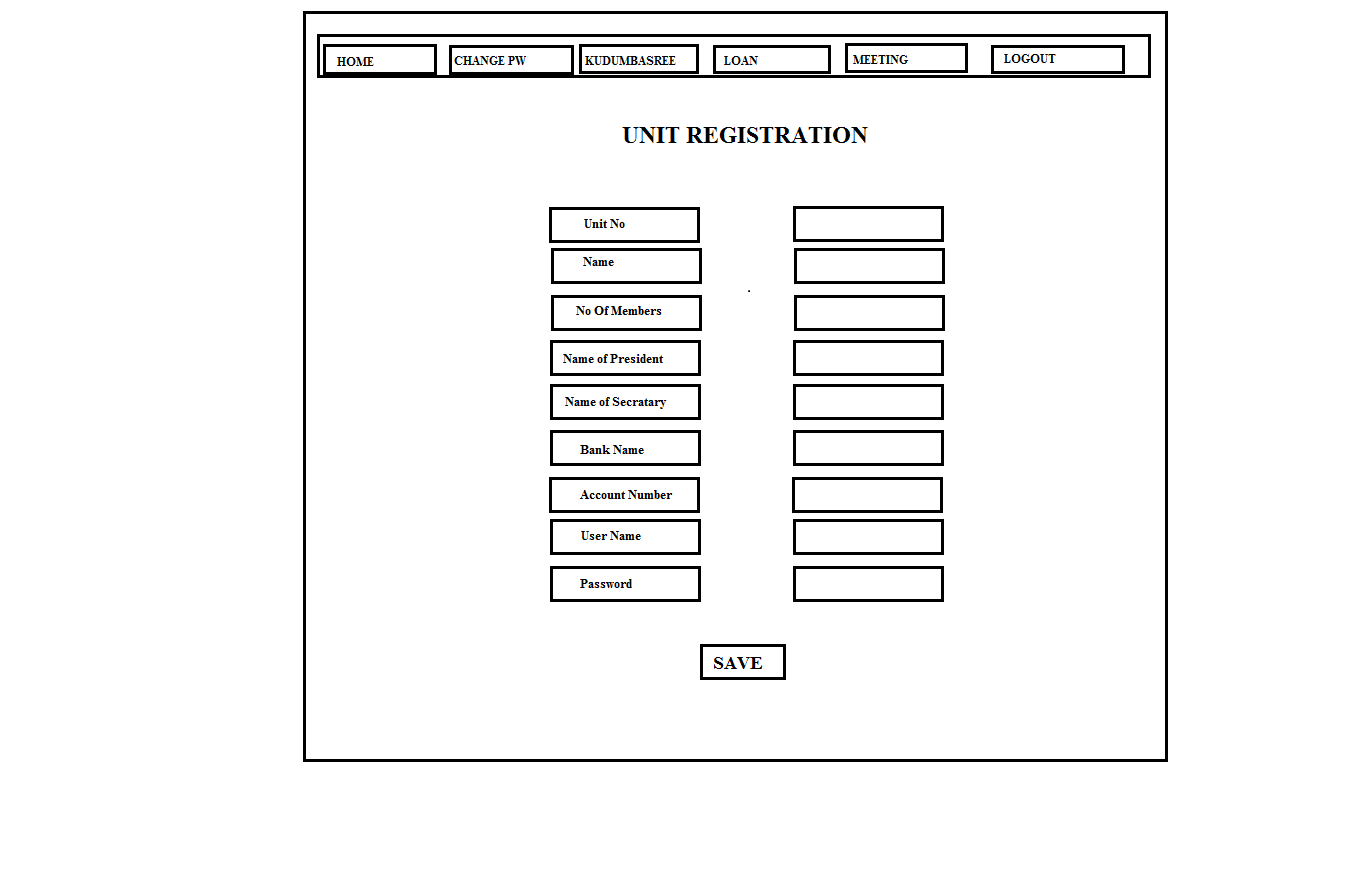 HOME CHANGE PW KUDUMBASREE LOAN MEETING LOGOUT
UNIT REGISTRATION
Unit No
Name
No Of Members
Name of President
Name of Secratary
Bank Name
Account Number
User Name
Password
SAVE